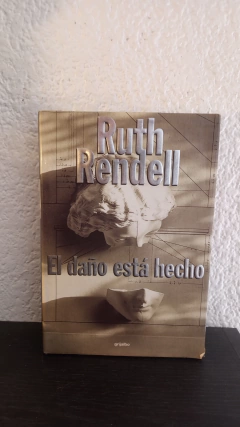 Ruth
Rendell
El daño está hecho